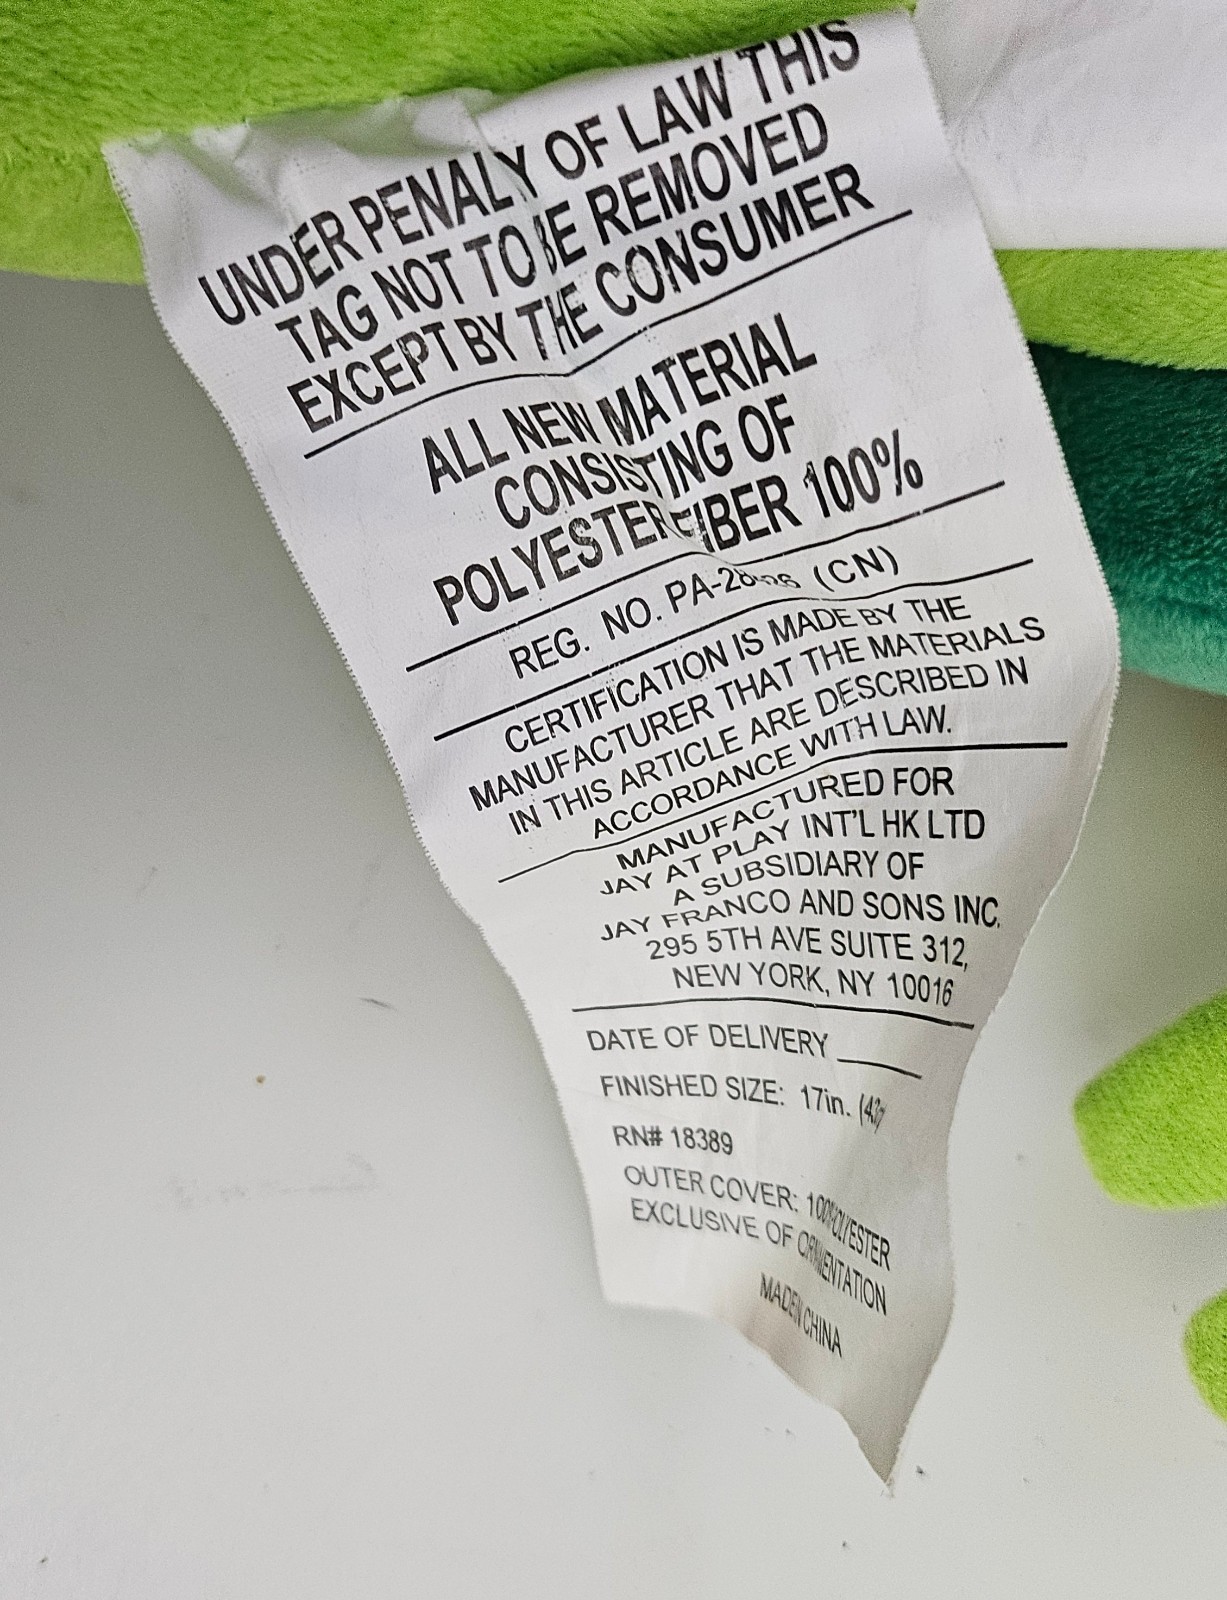 UNDER PENALY OF LAW THIS
TAG NOT TO BE REMOVED
EXCEPT BY THE CONSUMER
ALL NEW MATERIAL
CONSISTING OF
POLYESTER FIBER 100%
REG. NO. (CN)
CERTIFICATION IS MADE BY THE
MANUFACTURER THAT THE MATERIALS
IN THIS ARTICLE ARE DESCRIBED IN
ACCORDANCE WITH LAW.
MANUFACTURED FOR
JAY AT PLAY INT'L HK LTD
A SUBSIDIARY OF
JAY FRANCO AND SONS INC.
295 5TH AVE SUITE 312,
NEW YORK, NY 10016
DATE OF DELIVERY
FINISHED SIZE: 17in.
RN# 18389
OUTER COVER: 100% POLYESTER
EXCLUSIVE OF ORNAMENTATION
MADE IN CHINA